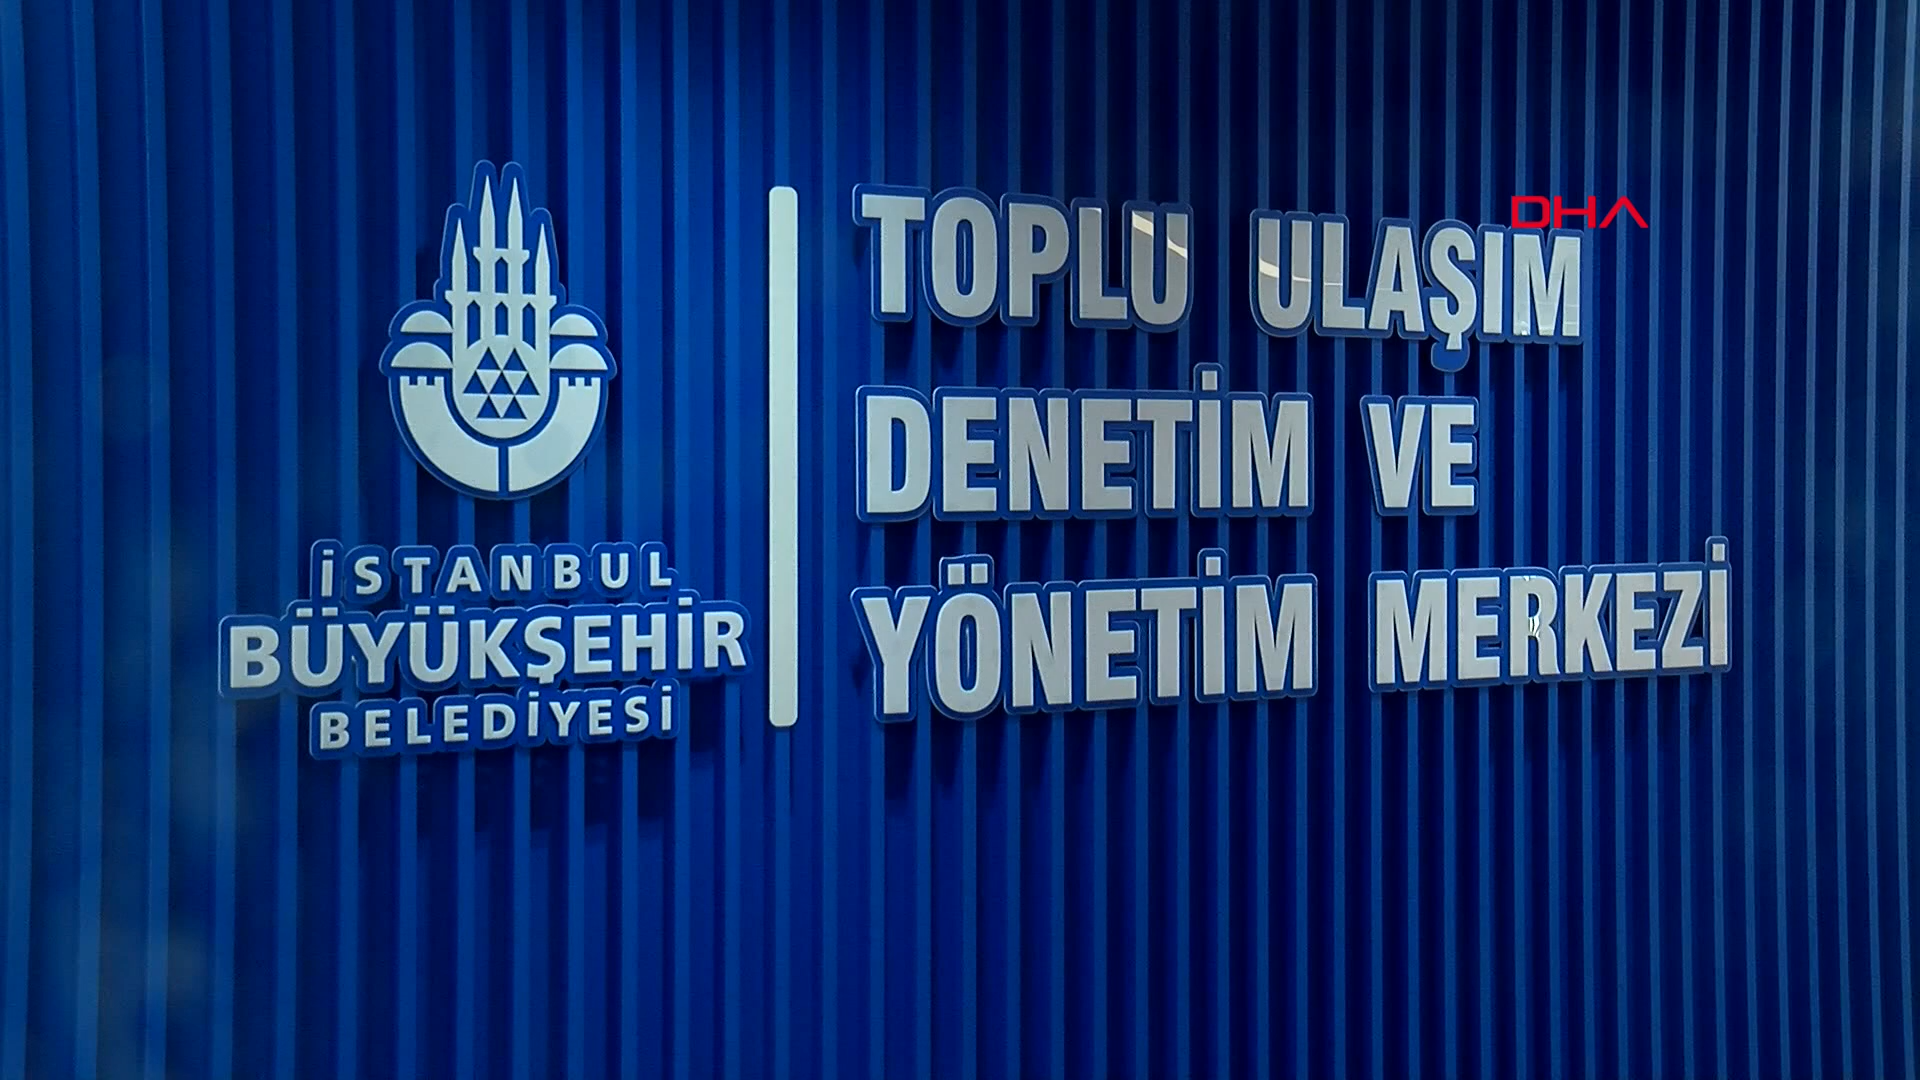 İSTANBUL
BÜYÜKŞEHİR
BELEDİYESİ
TOPLU ULAŞIM
DENETİM VE
YÖNETİM MERKEZİ
DHA